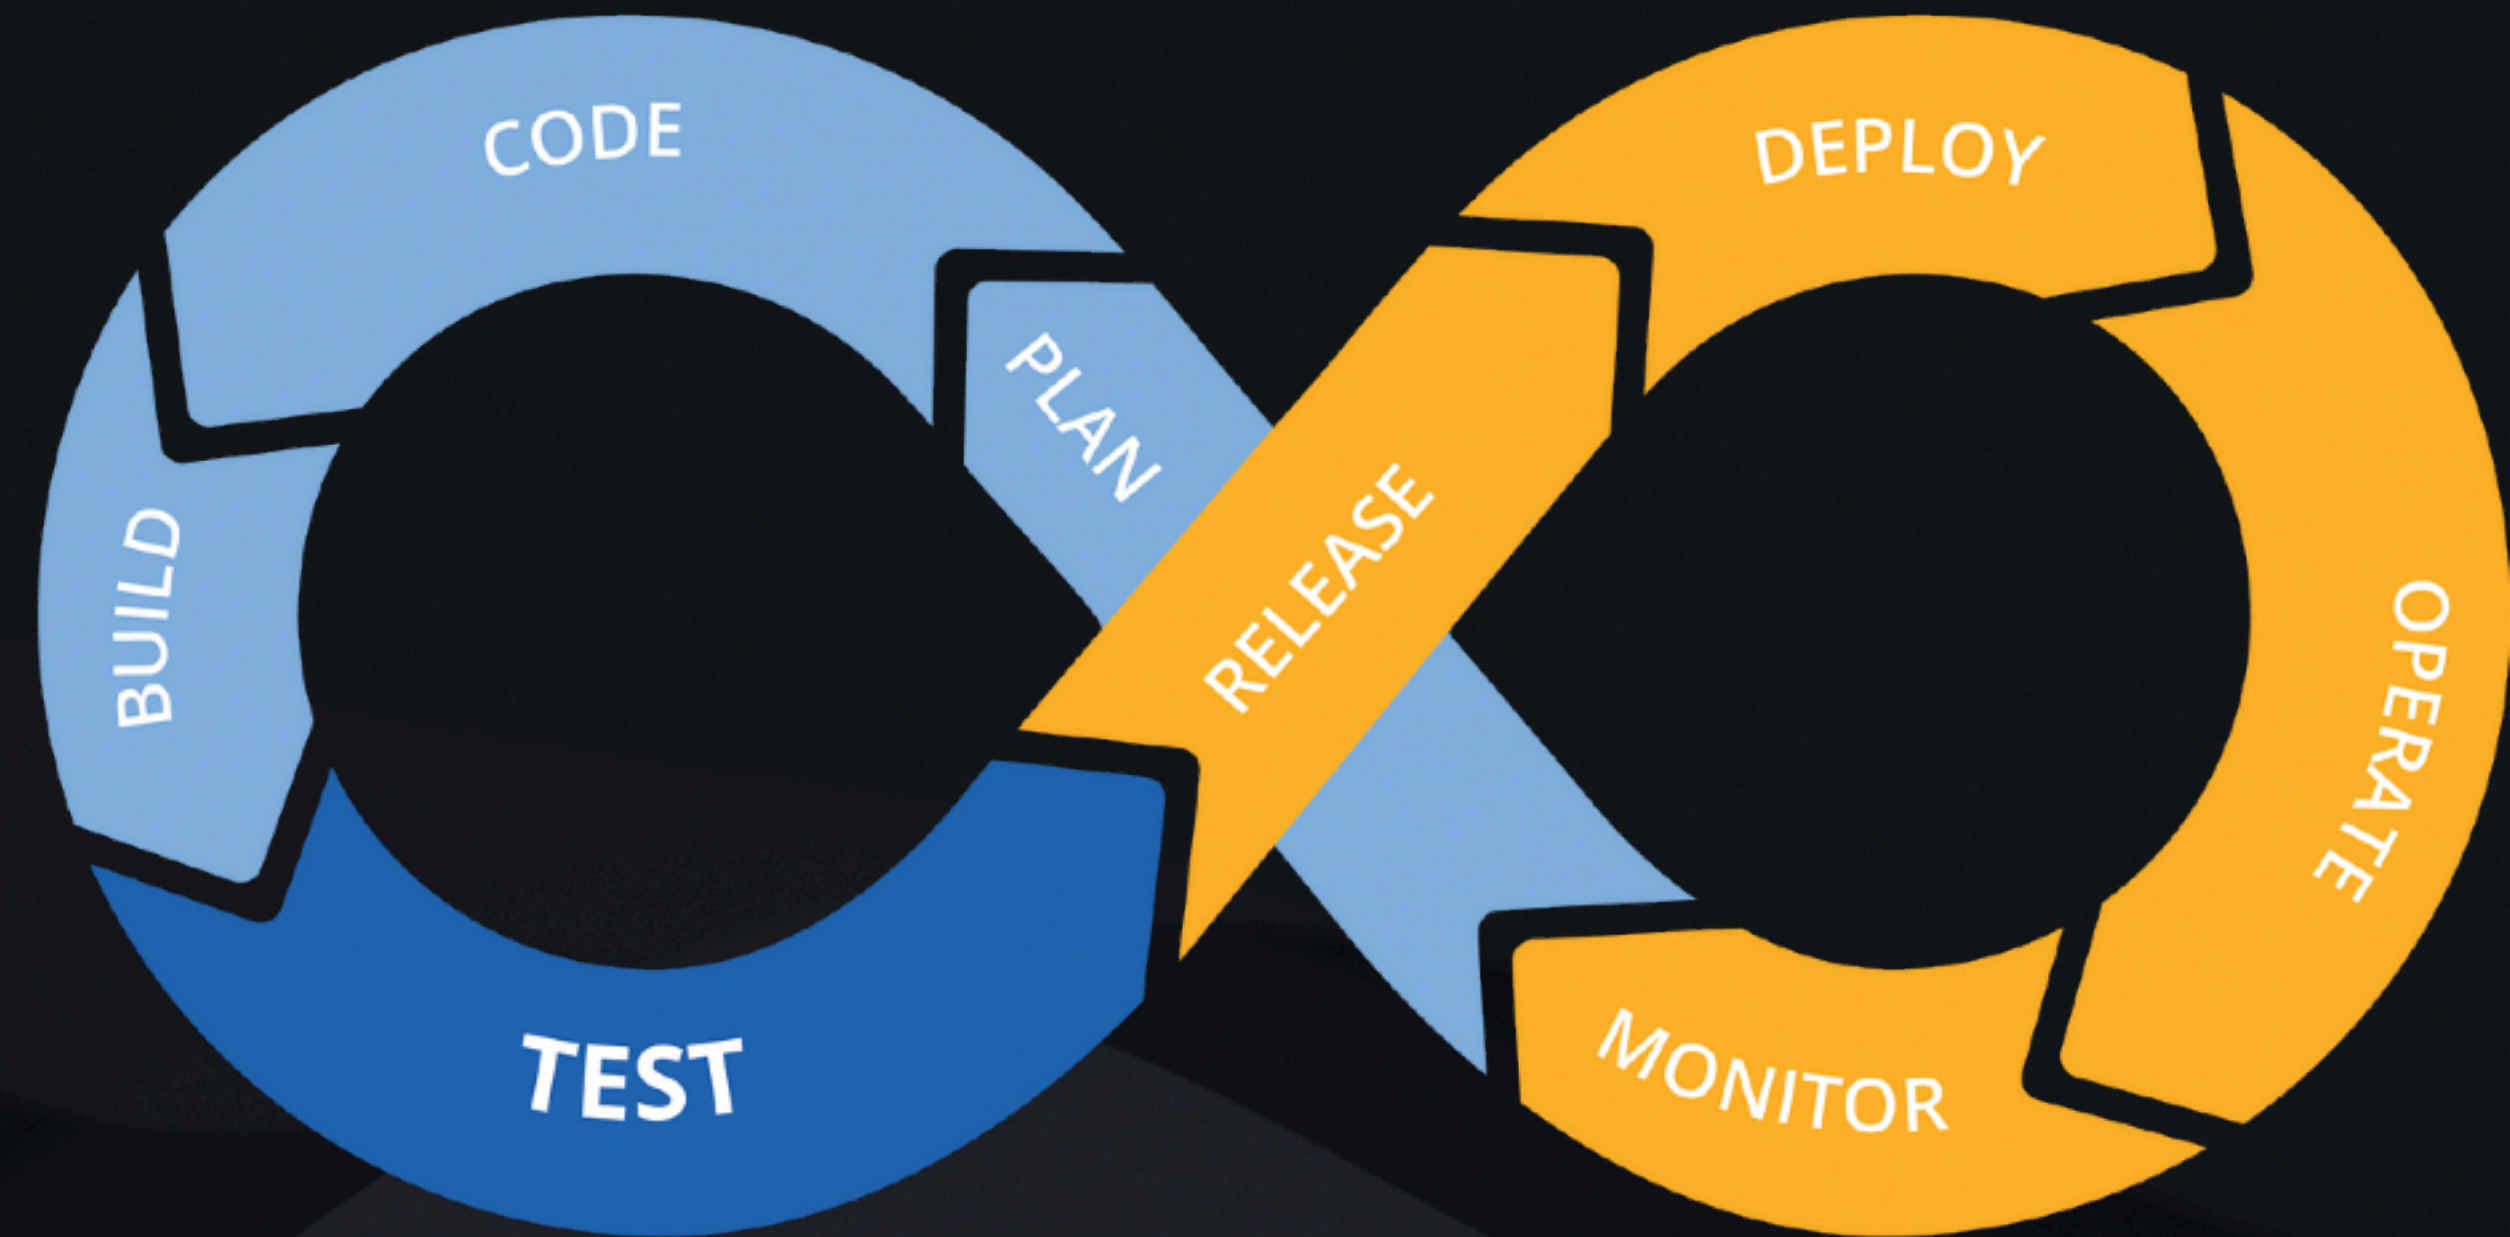 CODE
DEPLOY
PLAN
RELEASE
BUILD
OPERATE
TEST
MONITOR